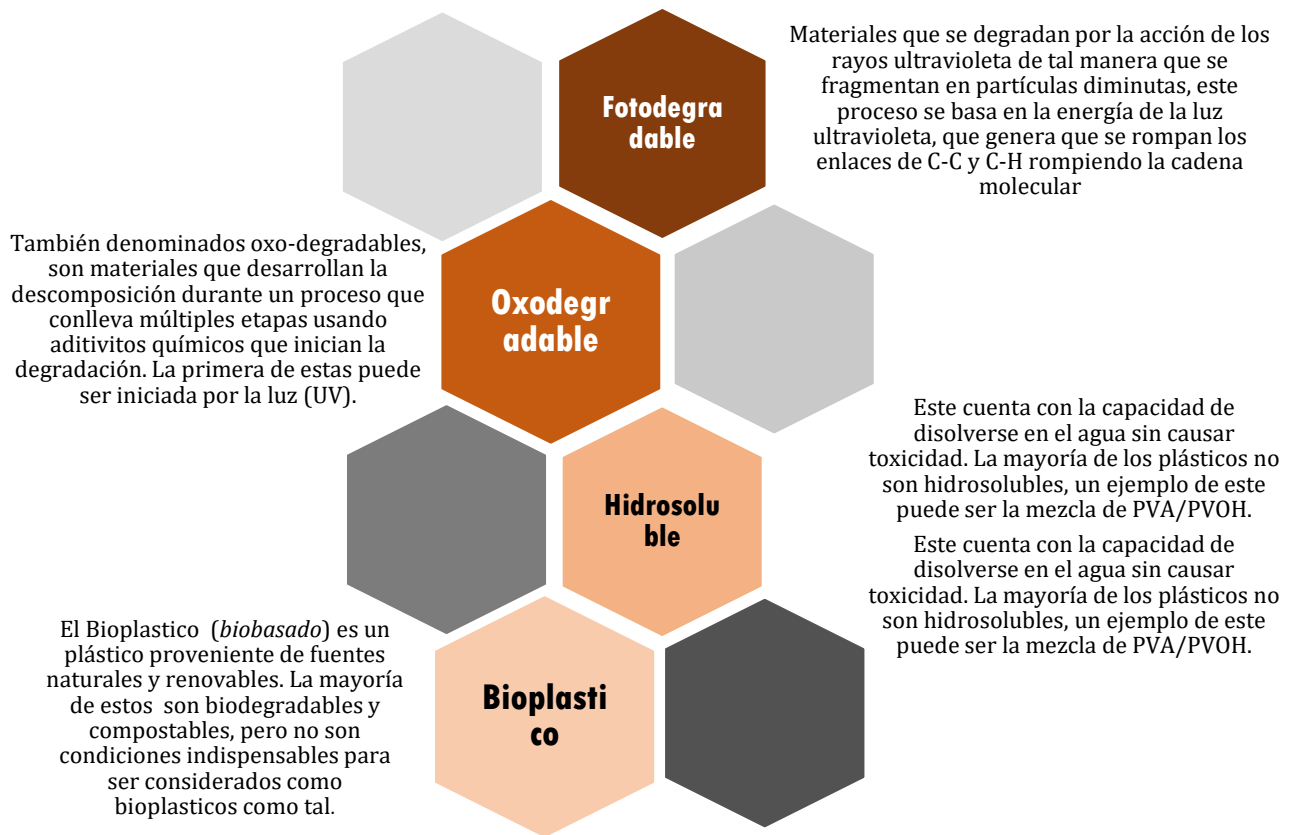 Fotodegra
dable
Materiales que se degradan por la acción de los
rayos ultravioleta de tal manera que se
fragmentan en partículas diminutas, este
proceso se basa en la energía de la luz
ultravioleta, que genera que se rompan los
enlaces de C-C y C-H rompiendo la cadena
molecular
También denominados oxo-degradables,
son materiales que desarrollan la
descomposición durante un proceso que
conlleva múltiples etapas usando
aditivitos químicos que inician la
degradación. La primera de estas puede
ser iniciada por la luz (UV).
Oxodegr
adable
Hidrosolu
ble
Este cuenta con la capacidad de
disolverse en el agua sin causar
toxicidad. La mayoría de los plásticos no
son hidrosolubles, un ejemplo de este
puede ser la mezcla de PVA/PVOH.
Este cuenta con la capacidad de
disolverse en el agua sin causar
toxicidad. La mayoría de los plásticos no
son hidrosolubles, un ejemplo de este
puede ser la mezcla de PVA/PVOH.
El Bioplastico (biobasado) es un
plástico proveniente de fuentes
naturales y renovables. La mayoría
de estos son biodegradables y
compostables, pero no son
condiciones indispensables para
ser considerados como
bioplasticos como tal.
Bioplasti
co